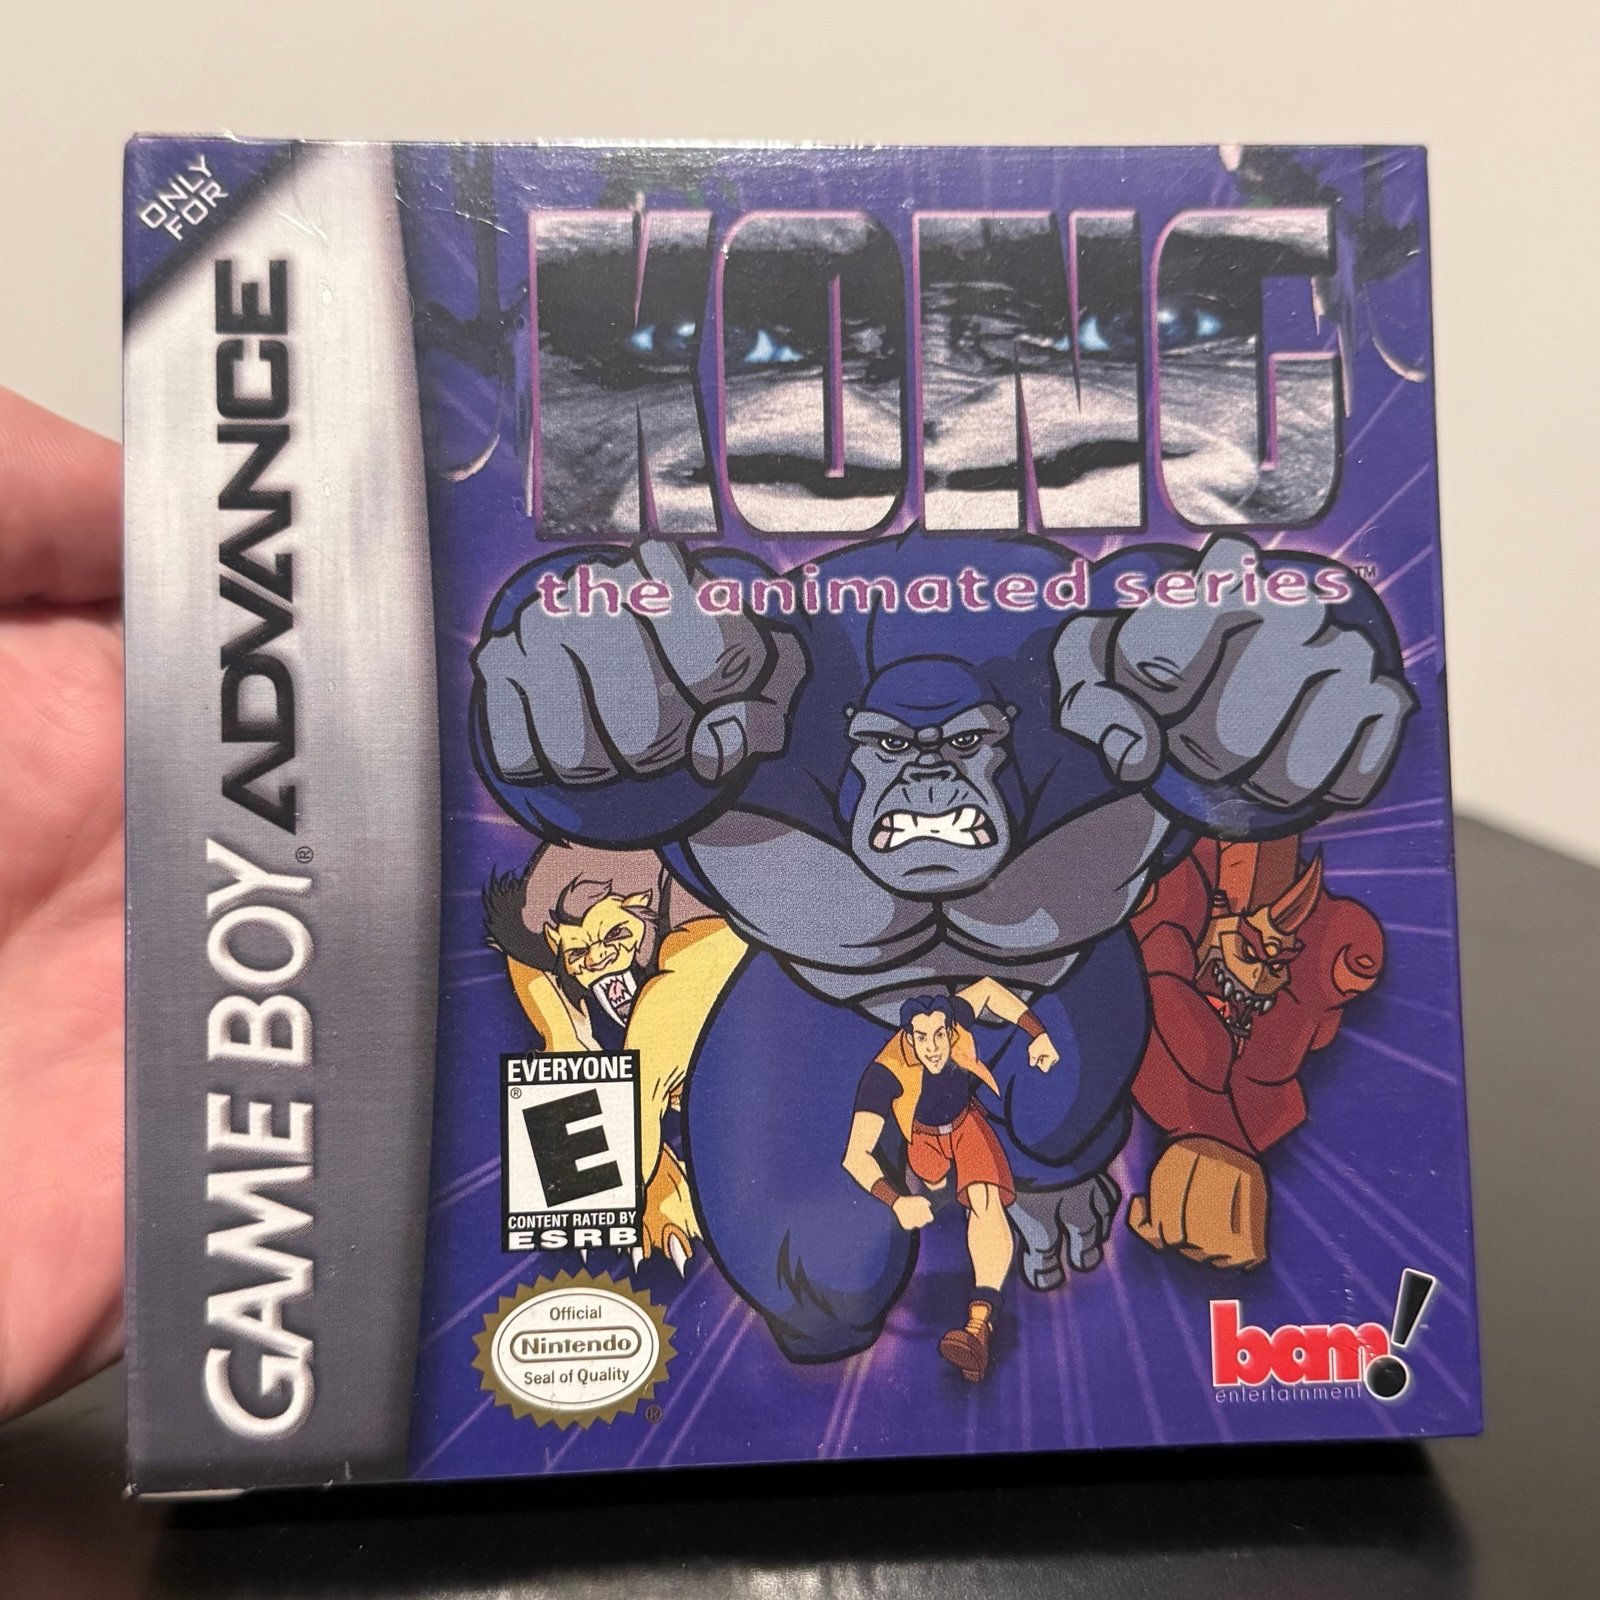 ONLY
FOR
GAME BOY ADVANCE
®
KONG
the animated series™
EVERYONE
®
E
CONTENT RATED BY
ESRB
Official
Nintendo
Seal of Quality
®
bam!
entertainment